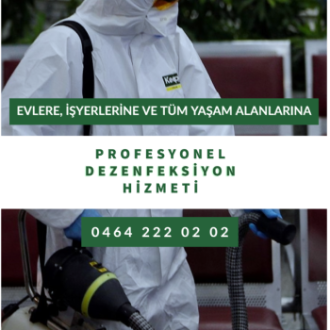 EVLERE, İŞYERLERİNE VE TÜM YAŞAM ALANLARINA
PROFESYONEL
DEZENFEKSİYON
HİZMETİ
0464 222 02 02